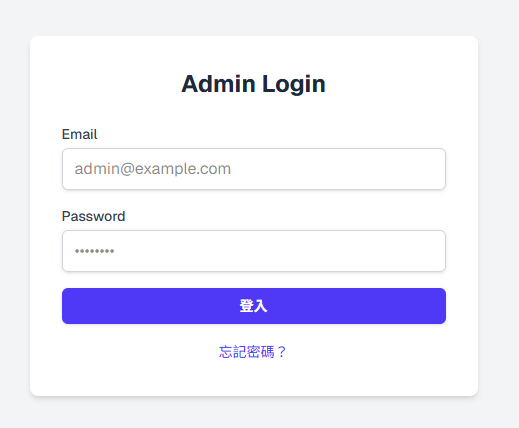 Admin Login
Email
admin@example.com
Password
••••••••
登入
忘記密碼？